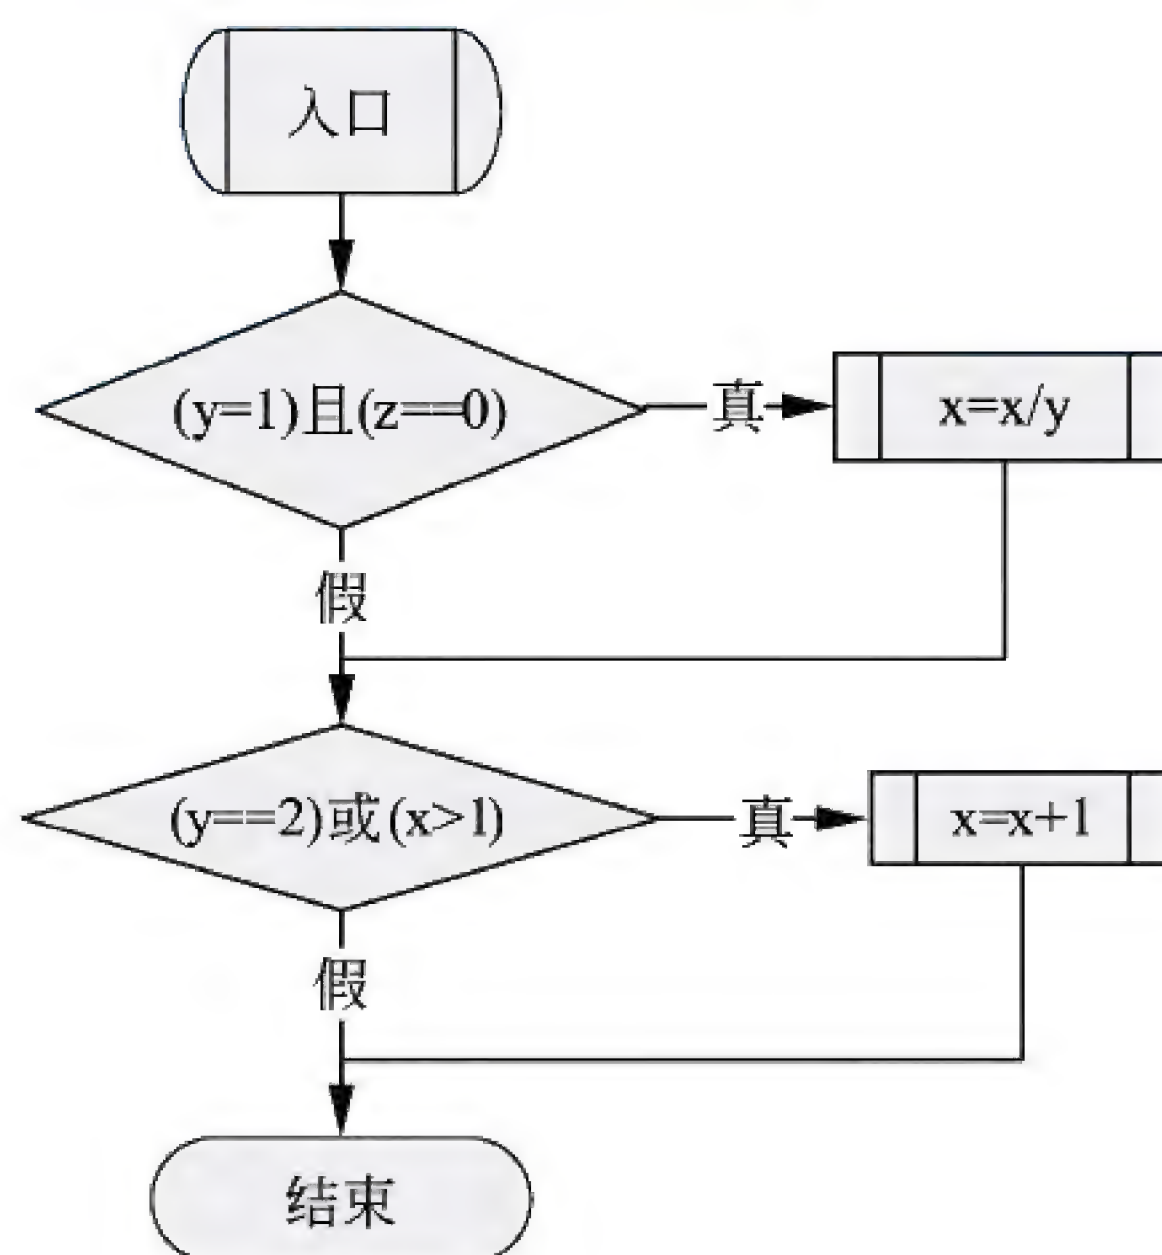 入口
(y=1)且(z==0)
真
x=x/y
假
(y==2)或(x>1)
真
x=x+1
假
结束